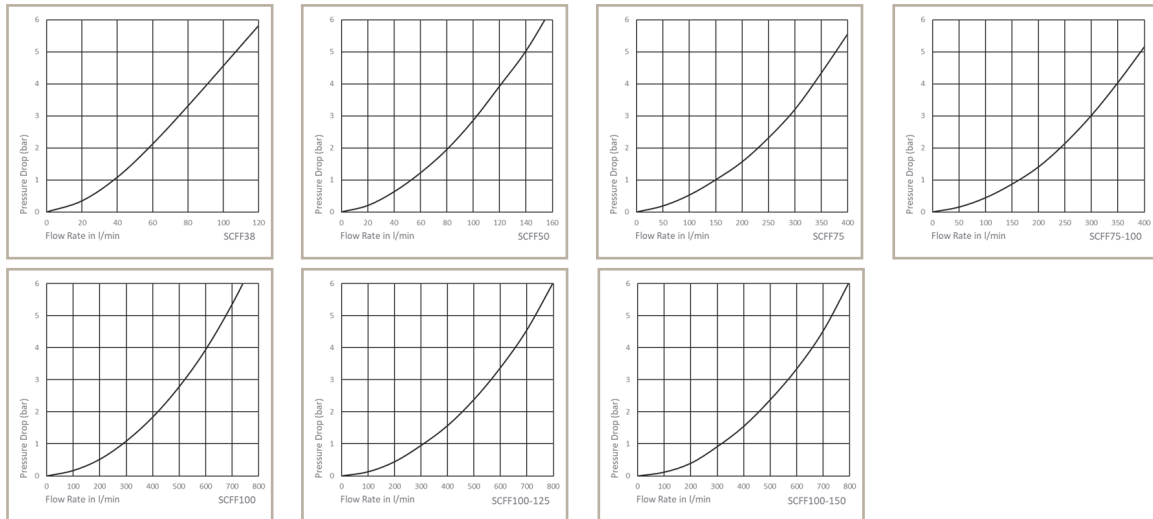 6
5
4
3
2
1
0
Pressure Drop (bar)
0 20 40 60 80 100 120
Flow Rate in l/min SCFF38
6
5
4
3
2
1
0
Pressure Drop (bar)
0 20 40 60 80 100 120 140 160
Flow Rate in l/min SCFF50
6
5
4
3
2
1
0
Pressure Drop (bar)
0 50 100 150 200 250 300 350 400
Flow Rate in l/min SCFF75
6
5
4
3
2
1
0
Pressure Drop (bar)
0 50 100 150 200 250 300 350 400
Flow Rate in l/min SCFF75-100
6
5
4
3
2
1
0
Pressure Drop (bar)
0 100 200 300 400 500 600 700 800
Flow Rate in l/min SCFF100
6
5
4
3
2
1
0
Pressure Drop (bar)
0 100 200 300 400 500 600 700 800
Flow Rate in l/min SCFF100-125
6
5
4
3
2
1
0
Pressure Drop (bar)
0 100 200 300 400 500 600 700 800
Flow Rate in l/min SCFF100-150